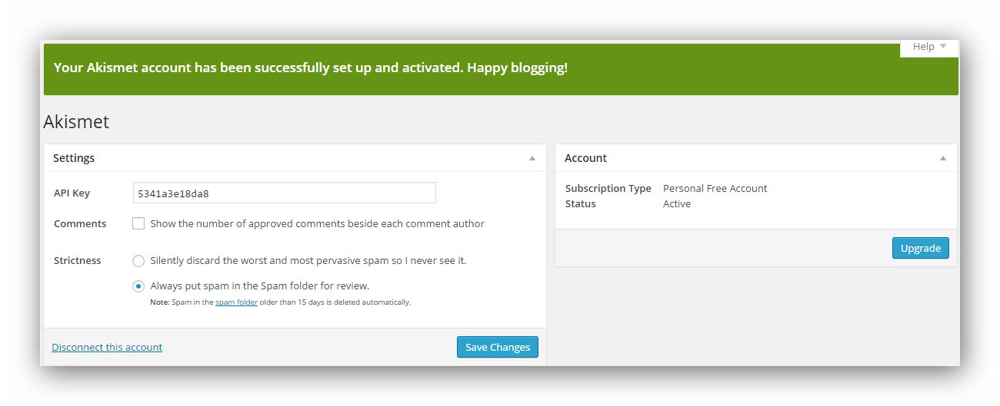 Help
Your Akismet account has been successfully set up and activated. Happy blogging!
Akismet
Settings
API Key 5341a3e18da8
Comments Show the number of approved comments beside each comment author
Strictness Silently discard the worst and most pervasive spam so I never see it.
Always put spam in the Spam folder for review.
Note: Spam in the spam folder older than 15 days is deleted automatically.
Disconnect this account Save Changes
Account
Subscription Type Personal Free Account
Status Active
Upgrade